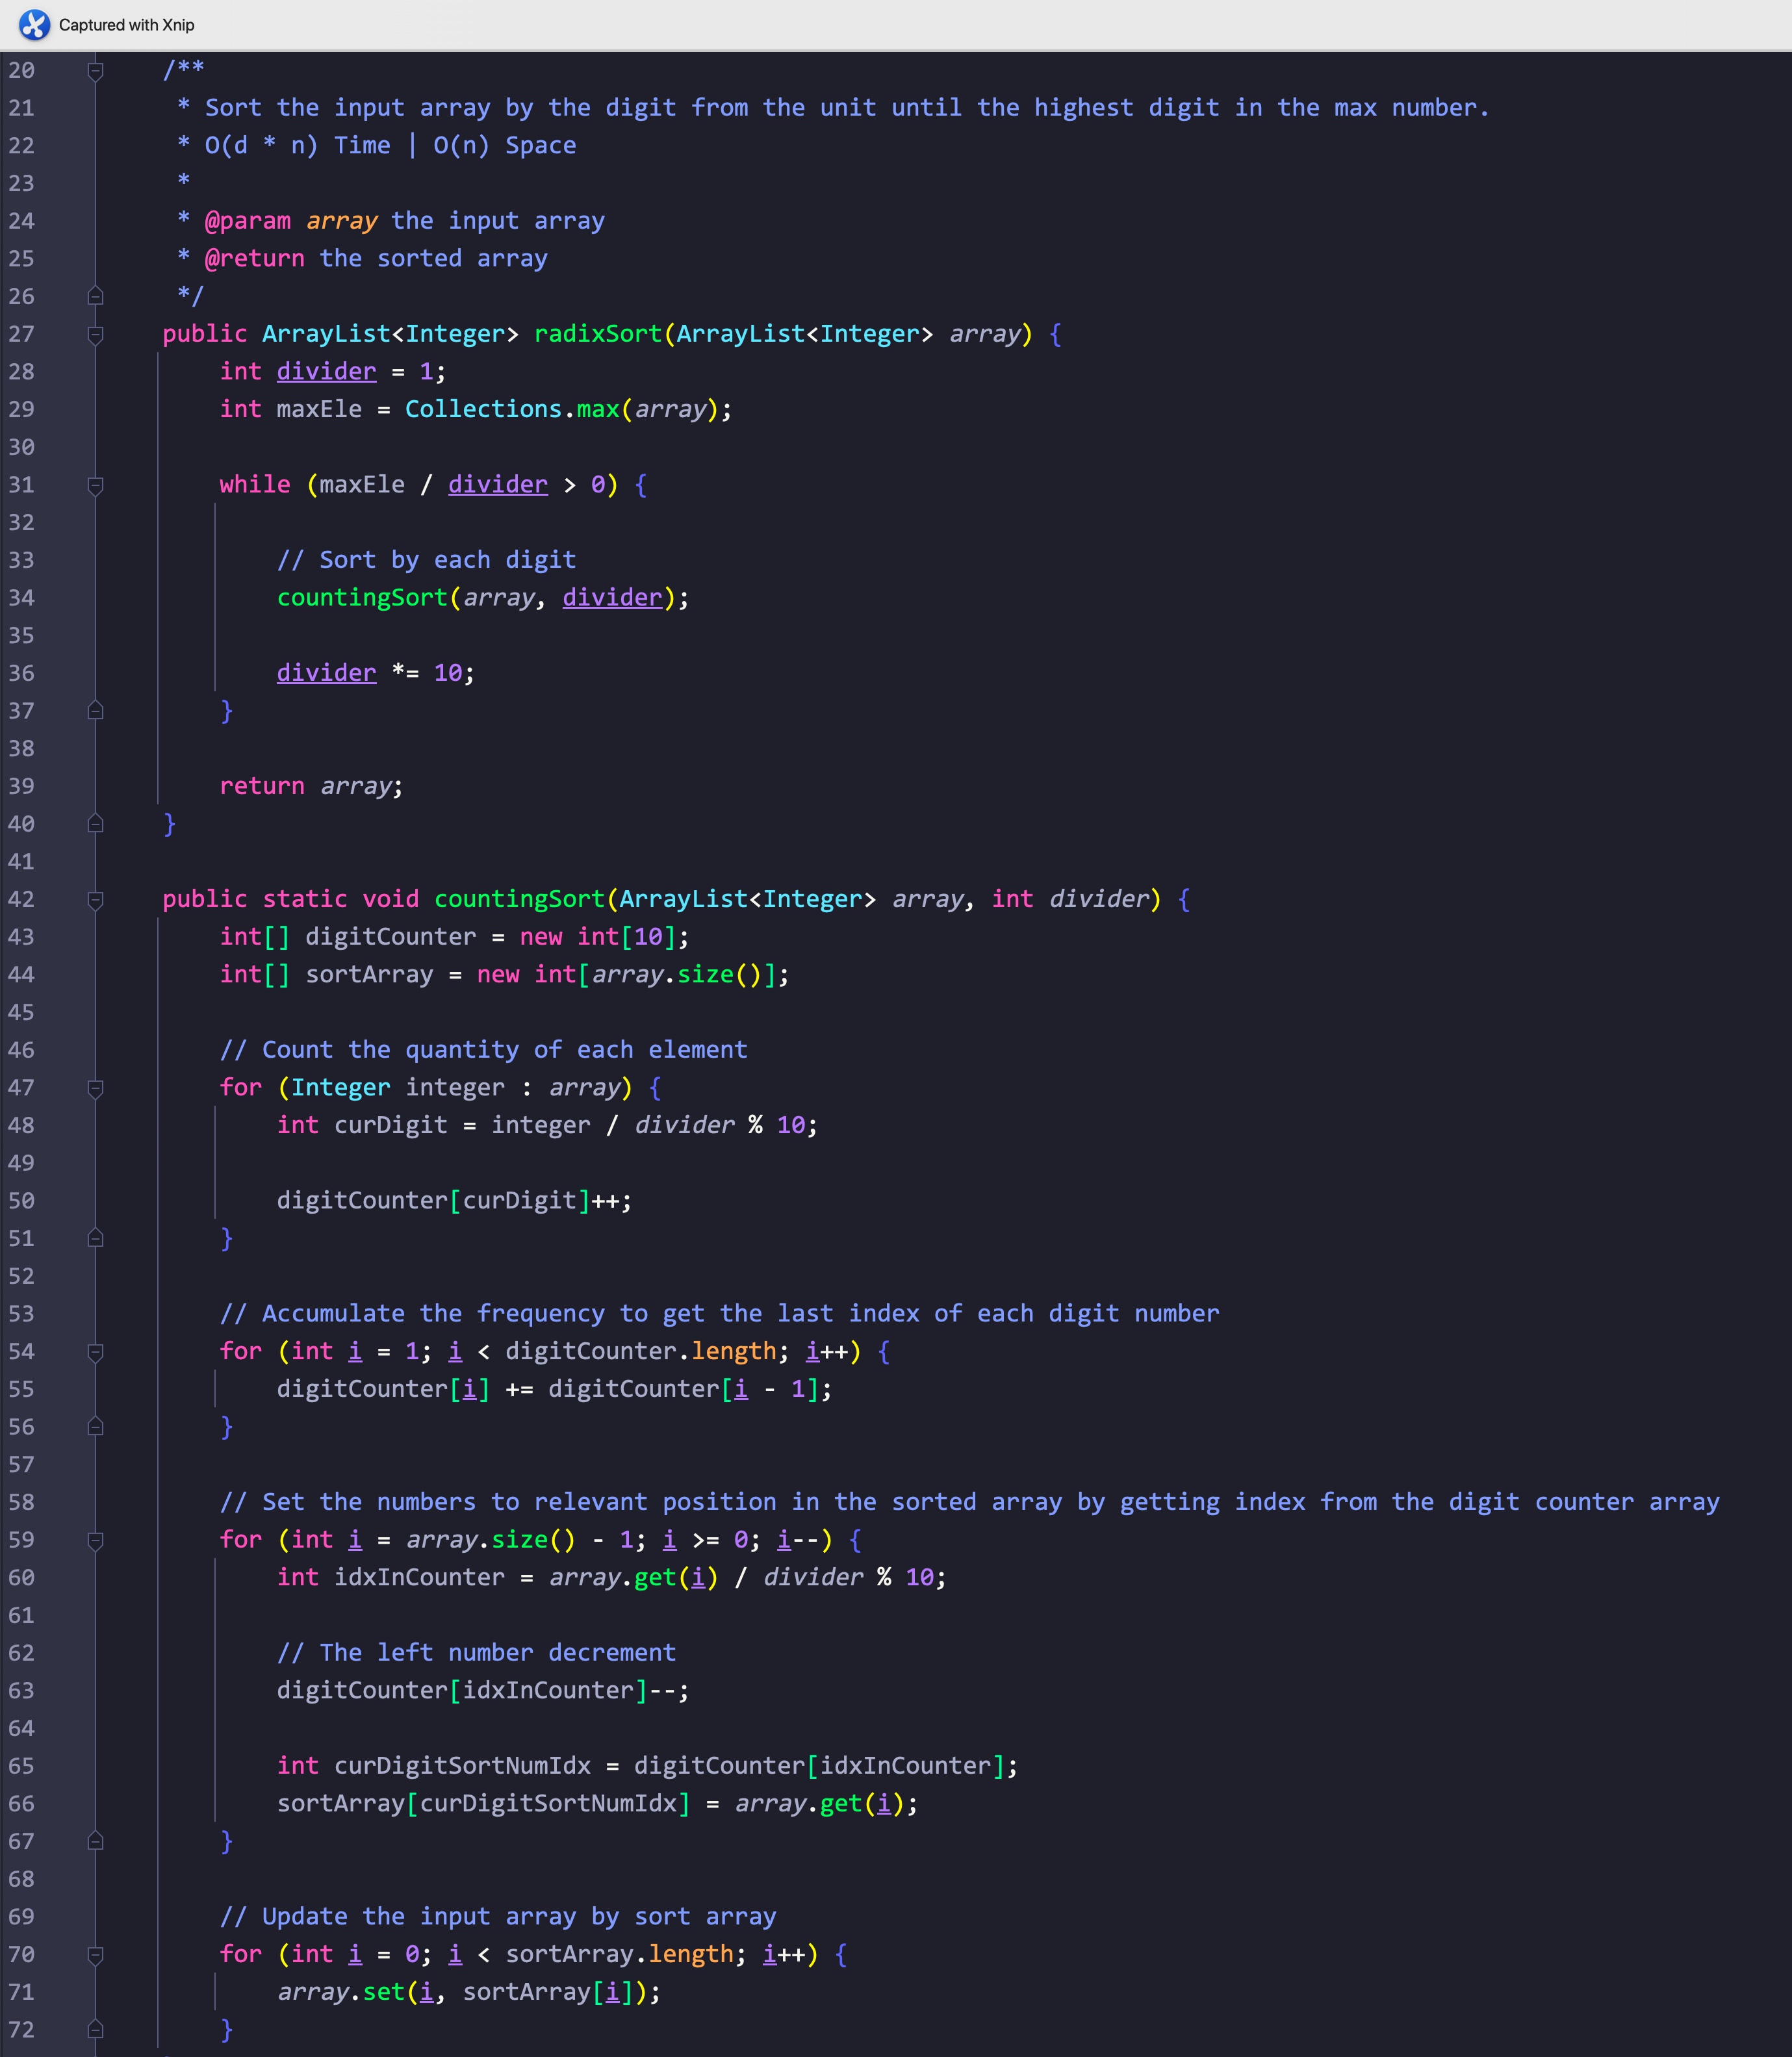 Captured with Xnip
20 /**
21 * Sort the input array by the digit from the unit until the highest digit in the max number.
22 * O(d * n) Time | O(n) Space
23 *
24 * @param array the input array
25 * @return the sorted array
26 */
27 public ArrayList<Integer> radixSort(ArrayList<Integer> array) {
28 int divider = 1;
29 int maxEle = Collections.max(array);
30
31 while (maxEle / divider > 0) {
32
33 // Sort by each digit
34 countingSort(array, divider);
35
36 divider *= 10;
37 }
38
39 return array;
40 }
41
42 public static void countingSort(ArrayList<Integer> array, int divider) {
43 int[] digitCounter = new int[10];
44 int[] sortArray = new int[array.size()];
45
46 // Count the quantity of each element
47 for (Integer integer : array) {
48 int curDigit = integer / divider % 10;
49
50 digitCounter[curDigit]++;
51 }
52
53 // Accumulate the frequency to get the last index of each digit number
54 for (int i = 1; i < digitCounter.length; i++) {
55 digitCounter[i] += digitCounter[i - 1];
56 }
57
58 // Set the numbers to relevant position in the sorted array by getting index from the digit counter array
59 for (int i = array.size() - 1; i >= 0; i--) {
60 int idxInCounter = array.get(i) / divider % 10;
61
62 // The left number decrement
63 digitCounter[idxInCounter]--;
64
65 int curDigitSortNumIdx = digitCounter[idxInCounter];
66 sortArray[curDigitSortNumIdx] = array.get(i);
67 }
68
69 // Update the input array by sort array
70 for (int i = 0; i < sortArray.length; i++) {
71 array.set(i, sortArray[i]);
72 }